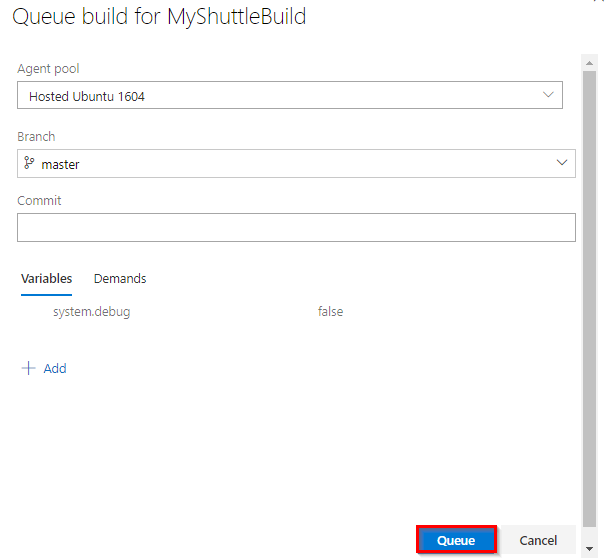 Queue build for MyShuttleBuild
Agent pool
Hosted Ubuntu 1604
Branch
master
Commit
Variables Demands
system.debug false
Add
Queue Cancel